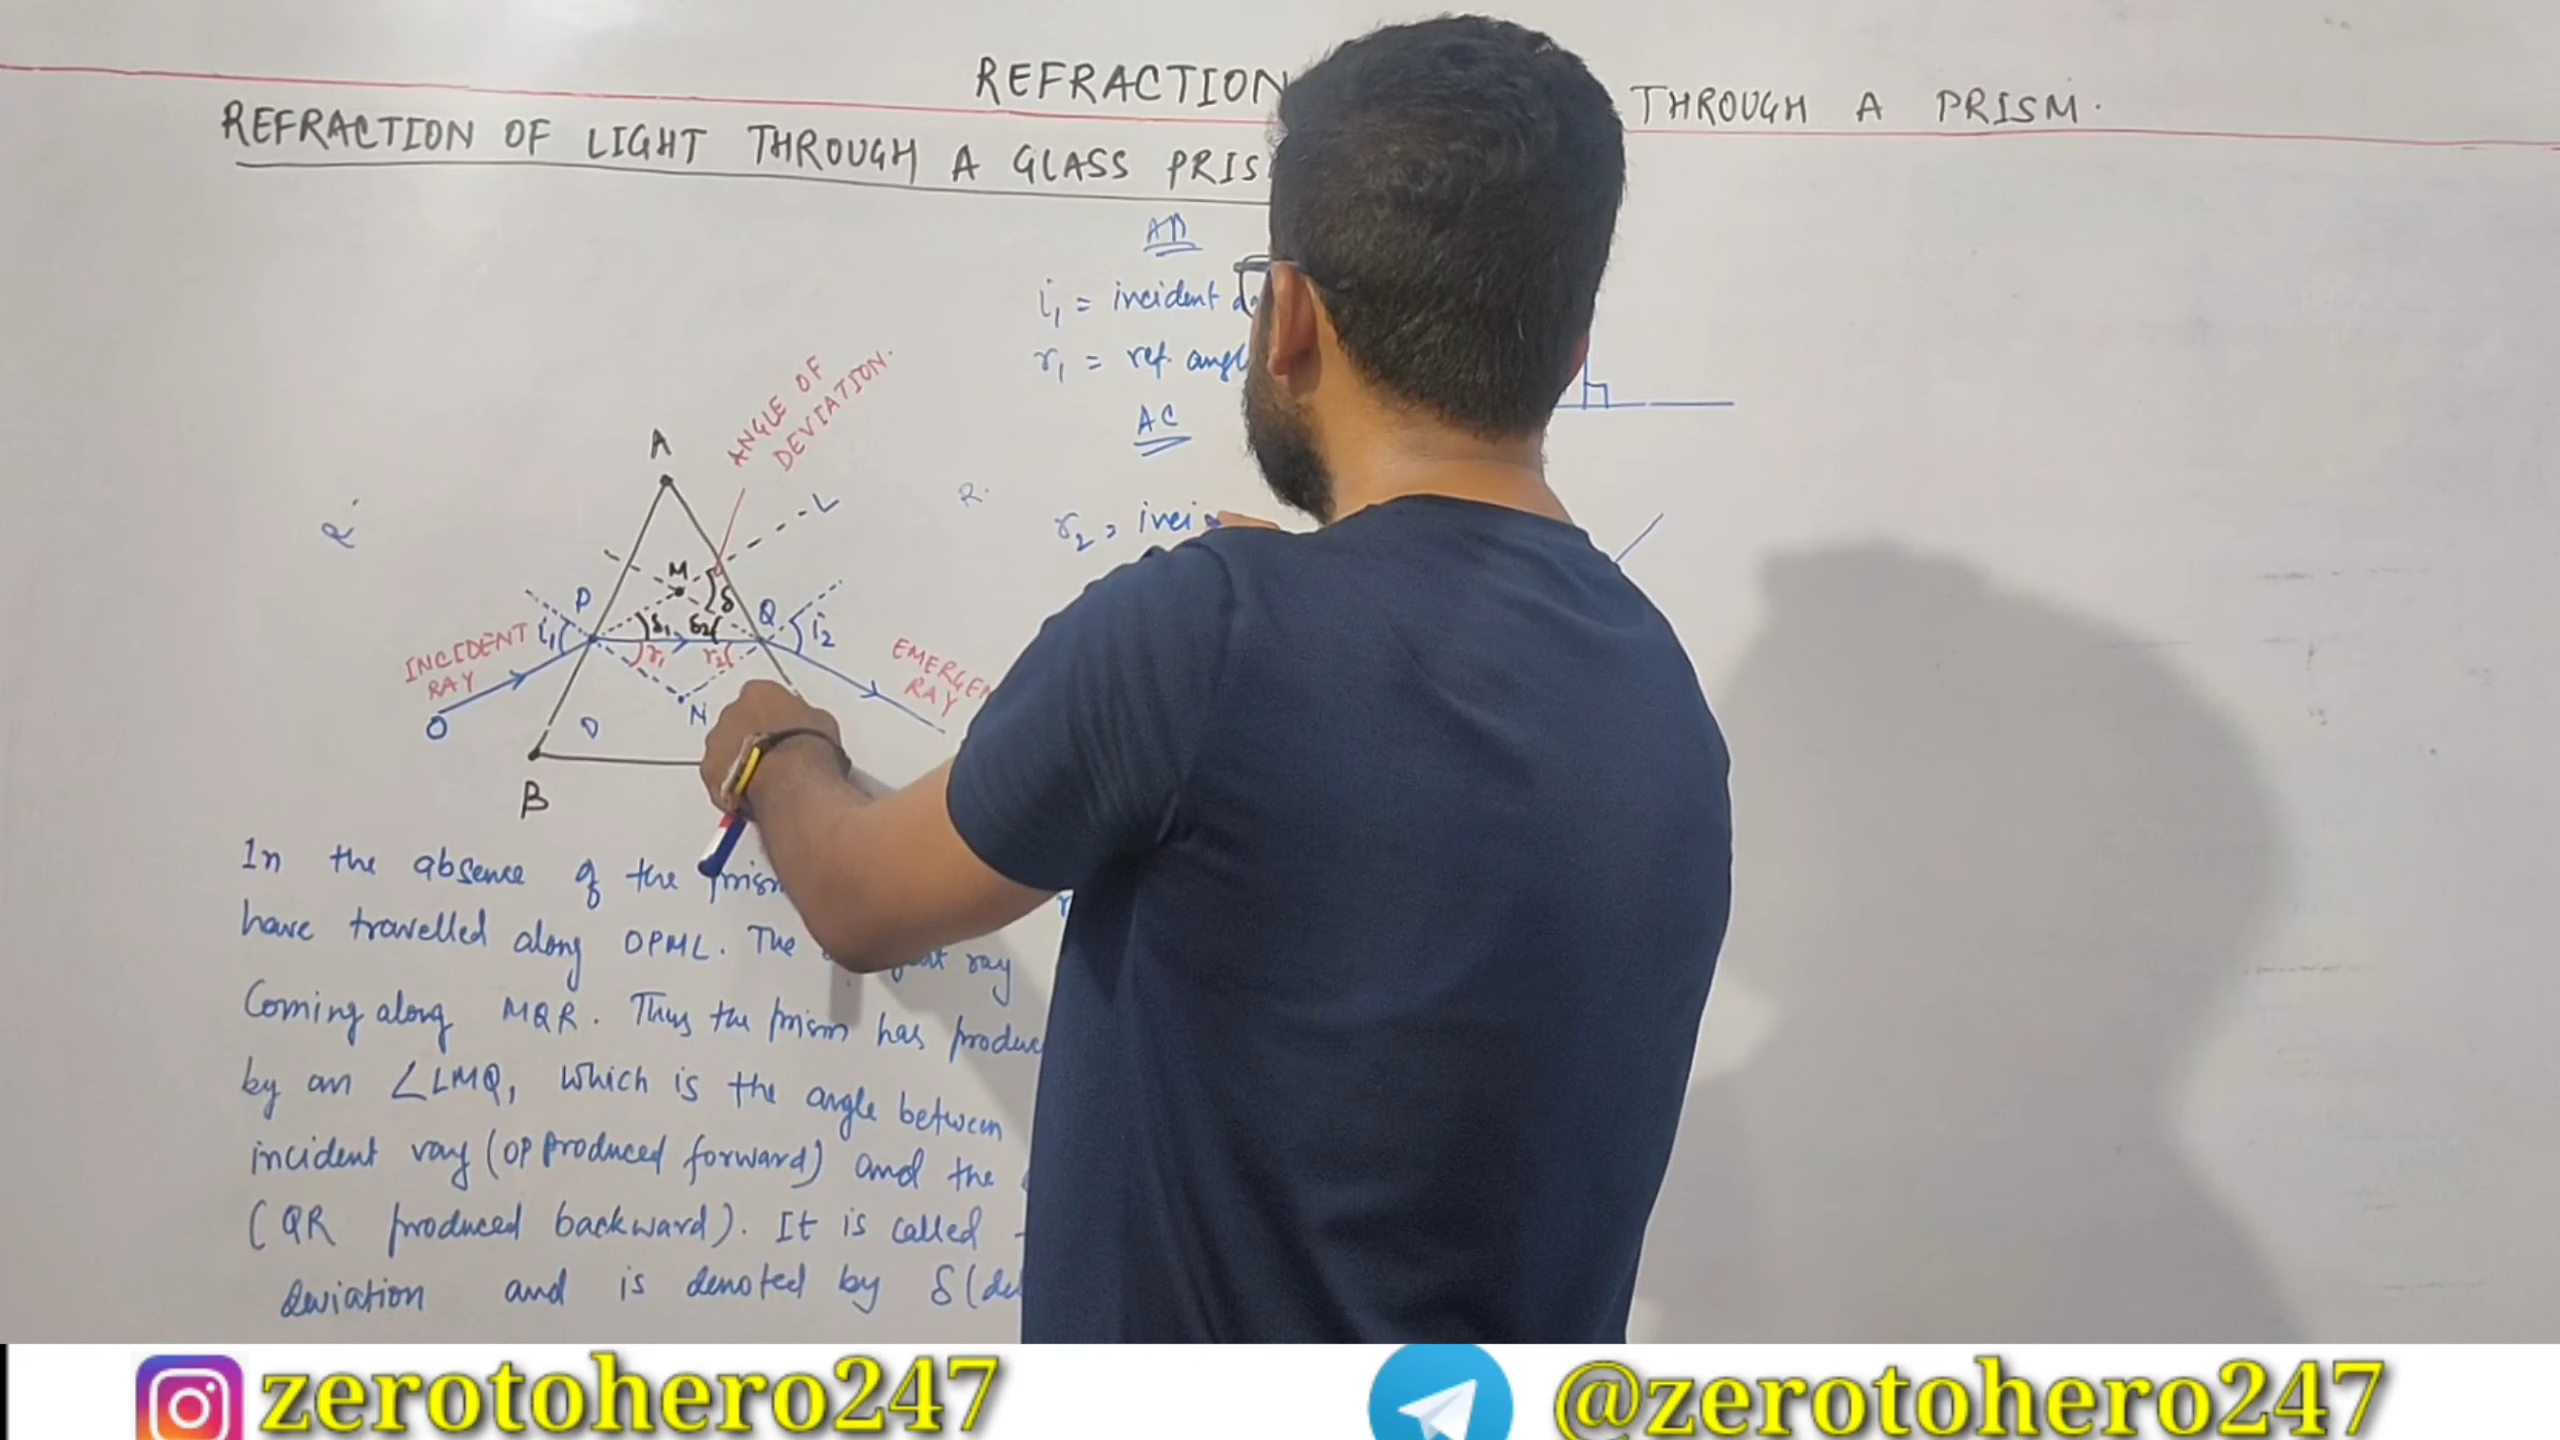 REFRACTION THROUGH A PRISM.
REFRACTION OF LIGHT THROUGH A GLASS PRIS
AB
i1 = incident
r1 = ref. angle
AC
r2 = inci
ANGLE OF
DEVIATION.
A
L
R.
M
δ
P
Q
i1
δ1
δ2
i2
r1
r2
INCIDENT
RAY
EMERGEN
RAY
O
N
D
B
In the absence of the prism
have travelled along OPML. The ray
Coming along MQR. Thus the prism has produc
by an ∠LMQ, which is the angle between
incident ray (OP produced forward) and the
(QR produced backward). It is called
deviation and is denoted by δ(del
zerotohero247
@zerotohero247